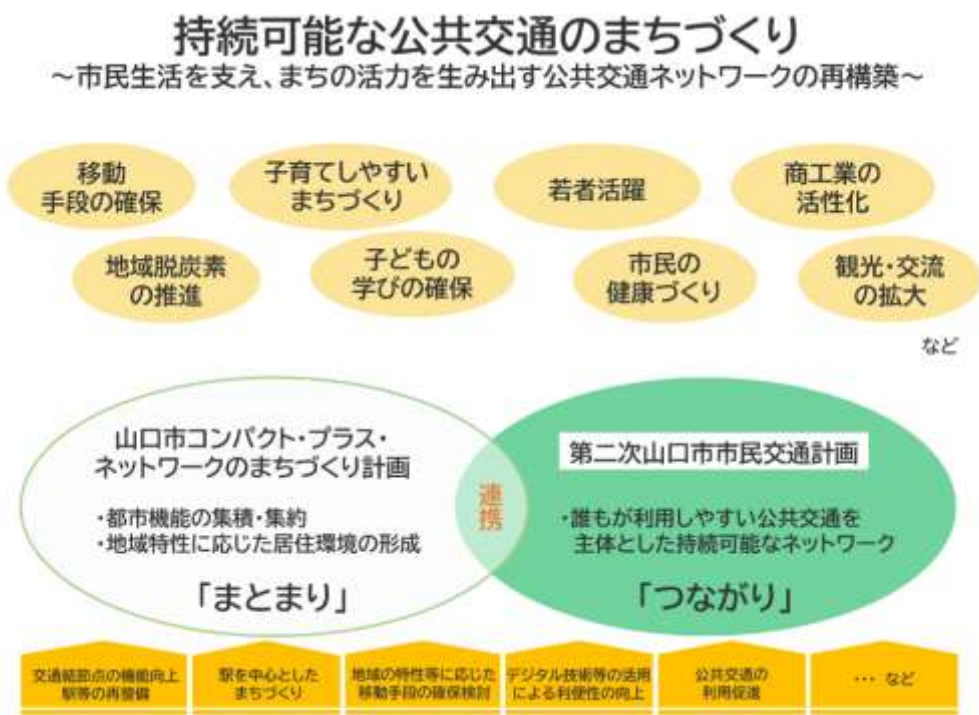 持続可能な公共交通のまちづくり
～市民生活を支え、まちの活力を生み出す公共交通ネットワークの再構築～
移動
手段の確保
子育てしやすい
まちづくり
若者活躍
商工業の
活性化
地域脱炭素
の推進
子どもの
学びの確保
市民の
健康づくり
観光・交流
の拡大
など
山口市コンパクト・プラス・
ネットワークのまちづくり計画
・都市機能の集積・集約
・地域特性に応じた居住環境の形成
「まとまり」
連携
第二次山口市市民交通計画
・誰もが利用しやすい公共交通を
主体とした持続可能なネットワーク
「つながり」
交通結節点の機能向上
駅等の再整備
駅を中心とした
まちづくり
地域の特性等に応じた
移動手段の確保検討
デジタル技術等の活用
による利便性の向上
公共交通の
利用促進
… など